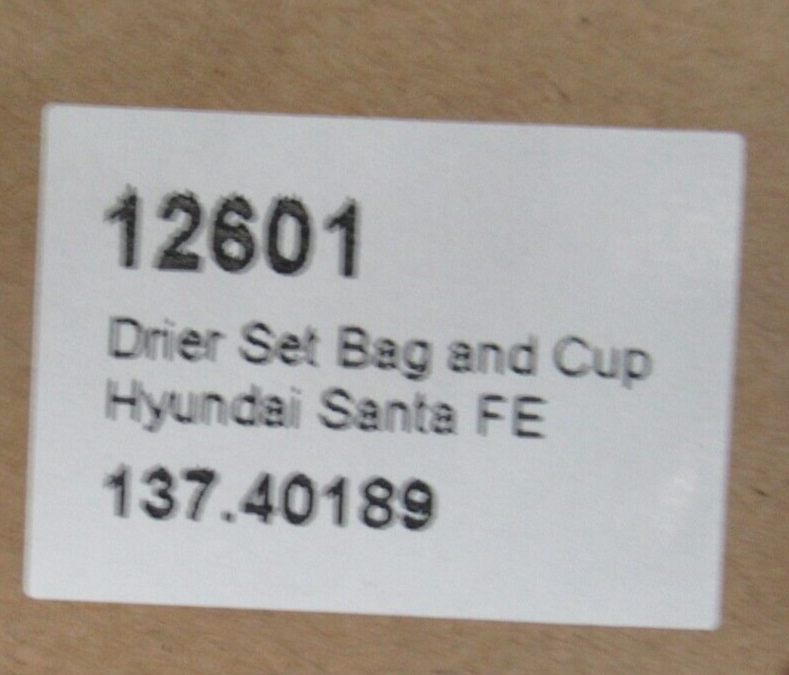 12601
Drier Set Bag and Cup
Hyundai Santa FE
137.40189